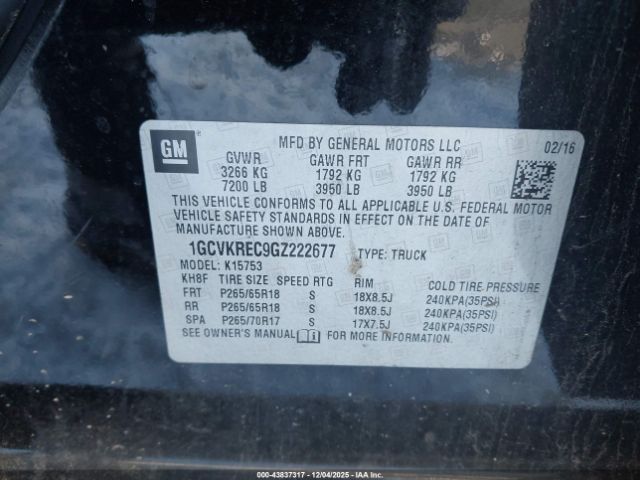 GM
MFD BY GENERAL MOTORS LLC 02/16
GVWR GAWR FRT GAWR RR
3266 KG 1792 KG 1792 KG
7200 LB 3950 LB 3950 LB
THIS VEHICLE CONFORMS TO ALL APPLICABLE U.S. FEDERAL MOTOR
VEHICLE SAFETY STANDARDS IN EFFECT ON THE DATE OF
MANUFACTURE SHOWN ABOVE.
1GCVKREC9GZ222677 TYPE: TRUCK
MODEL: K15753
KH8F TIRE SIZE SPEED RTG RIM COLD TIRE PRESSURE
FRT P265/65R18 S 18X8.5J 240KPA(35PSI)
RR P265/65R18 S 18X8.5J 240KPA(35PSI)
SPA P265/70R17 S 17X7.5J 240KPA(35PSI)
SEE OWNER'S MANUAL FOR MORE INFORMATION.
000-43837317 - 12/04/2025 - IAA Inc.